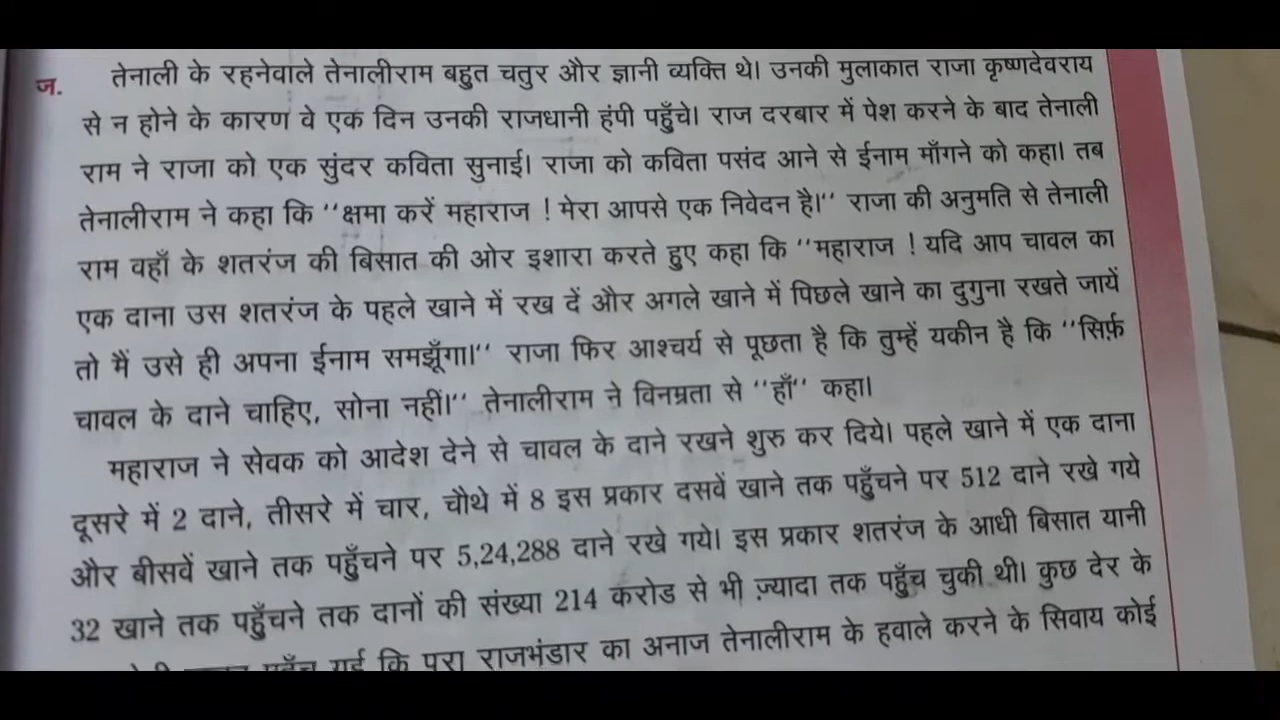 ज. तेनाली के रहनेवाले तेनालीराम बहुत चतुर और ज्ञानी व्यक्ति थे। उनकी मुलाकात राजा कृष्णदेवराय
से न होने के कारण वे एक दिन उनकी राजधानी हंपी पहुँचे। राज दरबार में पेश करने के बाद तेनाली
राम ने राजा को एक सुंदर कविता सुनाई। राजा को कविता पसंद आने से ईनाम माँगने को कहा। तब
तेनालीराम ने कहा कि ‘‘क्षमा करें महाराज ! मेरा आपसे एक निवेदन है।’’ राजा की अनुमति से तेनाली
राम वहाँ के शतरंज की बिसात की ओर इशारा करते हुए कहा कि ‘‘महाराज ! यदि आप चावल का
एक दाना उस शतरंज के पहले खाने में रख दें और अगले खाने में पिछले खाने का दुगुना रखते जायें
तो मैं उसे ही अपना ईनाम समझूँगा।’’ राजा फिर आश्चर्य से पूछता है कि तुम्हें यकीन है कि ‘‘सिर्फ़
चावल के दाने चाहिए, सोना नहीं।’’ तेनालीराम ने विनम्रता से ‘‘हाँ’’ कहा।
महाराज ने सेवक को आदेश देने से चावल के दाने रखने शुरु कर दिये। पहले खाने में एक दाना
दूसरे में 2 दाने, तीसरे में चार, चौथे में 8 इस प्रकार दसवें खाने तक पहुँचने पर 512 दाने रखे गये
और बीसवें खाने तक पहुँचने पर 5,24,288 दाने रखे गये। इस प्रकार शतरंज के आधी बिसात यानी
32 खाने तक पहुँचने तक दानों की संख्या 214 करोड से भी ज़्यादा तक पहुँच चुकी थी। कुछ देर के
पहुँच गई कि पूरा राजभंडार का अनाज तेनालीराम के हवाले करने के सिवाय कोई